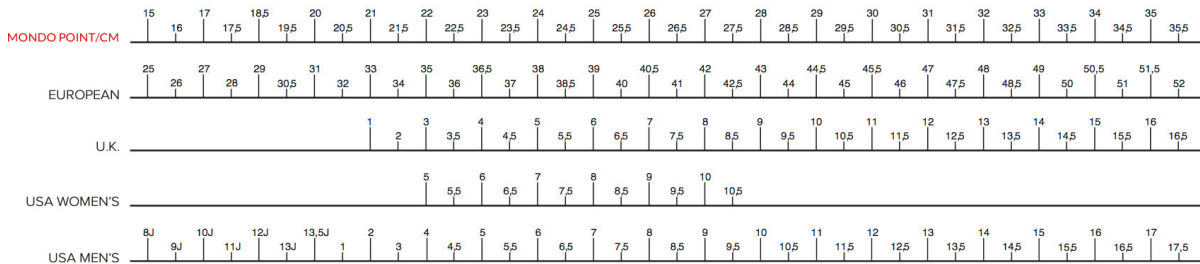 15 17 18,5 20 21 22 23 24 25 26 27 28 29 30 31 32 33 34 35
MONDO POINT/CM 16 17,5 19,5 20,5 21,5 22,5 23,5 24,5 25,5 26,5 27,5 28,5 29,5 30,5 31,5 32,5 33,5 34,5 35,5
25 27 29 31 33 35 36,5 38 39 40,5 42 43 44,5 45,5 47 48 49 50,5 51,5
EUROPEAN 26 28 30,5 32 34 36 37 38,5 40 41 42,5 44 45 46 47,5 48,5 50 51 52
1 3 4 5 6 7 8 9 10 11 12 13 14 15 16
U.K. 2 3,5 4,5 5,5 6,5 7,5 8,5 9,5 10,5 11,5 12,5 13,5 14,5 15,5 16,5
5 6 7 8 9 10
USA WOMEN'S 5,5 6,5 7,5 8,5 9,5 10,5
8J 10J 12J 13,5J 2 4 5 6 7 8 9 10 11 12 13 14 15 16 17
USA MEN'S 9J 11J 13J 1 3 4,5 5,5 6,5 7,5 8,5 9,5 10,5 11,5 12,5 13,5 14,5 15,5 16,5 17,5